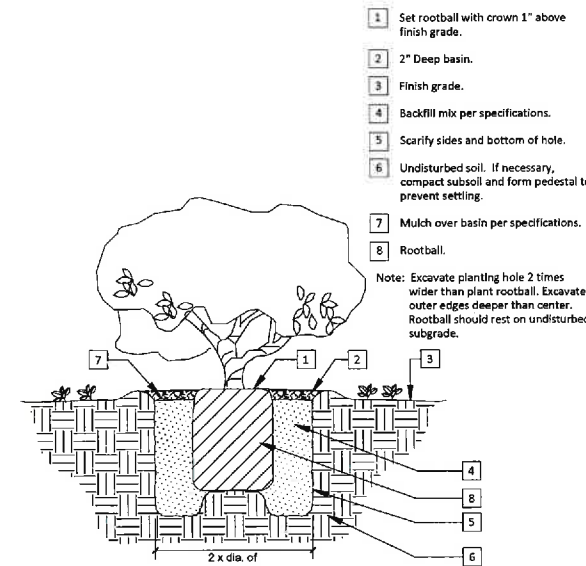 1 Set rootball with crown 1" above
finish grade.
2 2" Deep basin.
3 Finish grade.
4 Backfill mix per specifications.
5 Scarify sides and bottom of hole.
6 Undisturbed soil. If necessary,
compact subsoil and form pedestal t
prevent settling.
7 Mulch over basin per specifications.
8 Rootball.
Note: Excavate planting hole 2 times
wider than plant rootball. Excavate
outer edges deeper than center.
Rootball should rest on undisturbed
subgrade.
7 1 2 3
4
8
5
6
2 x dia. of